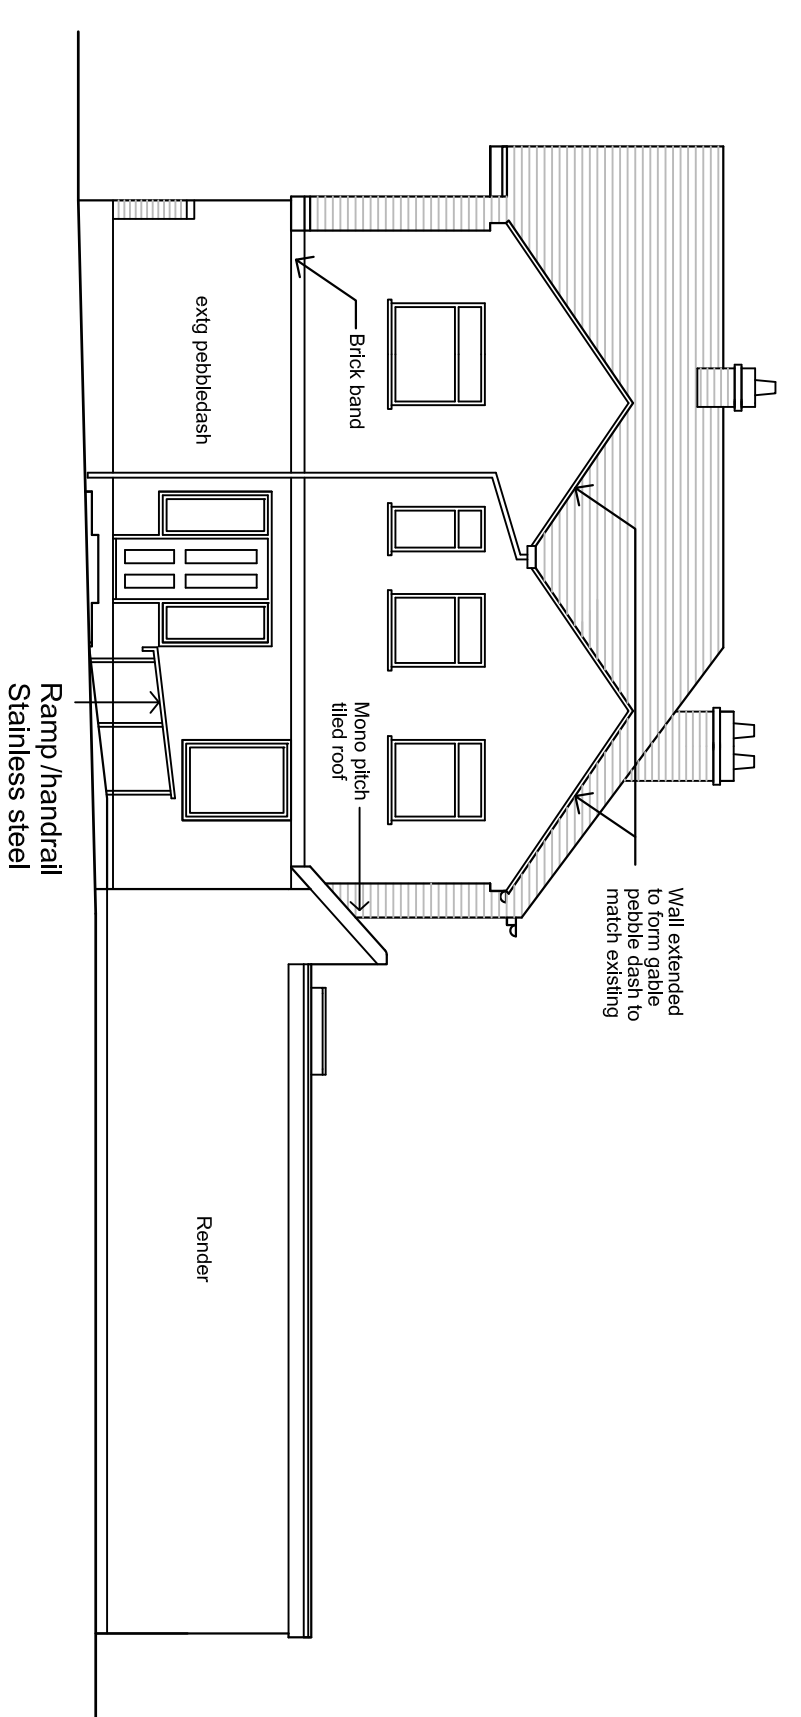 Wall extended
to form gable
pebble dash to
match existing
Brick band
Mono pitch
tiled roof
extg pebbledash
Render
Ramp /handrail
Stainless steel